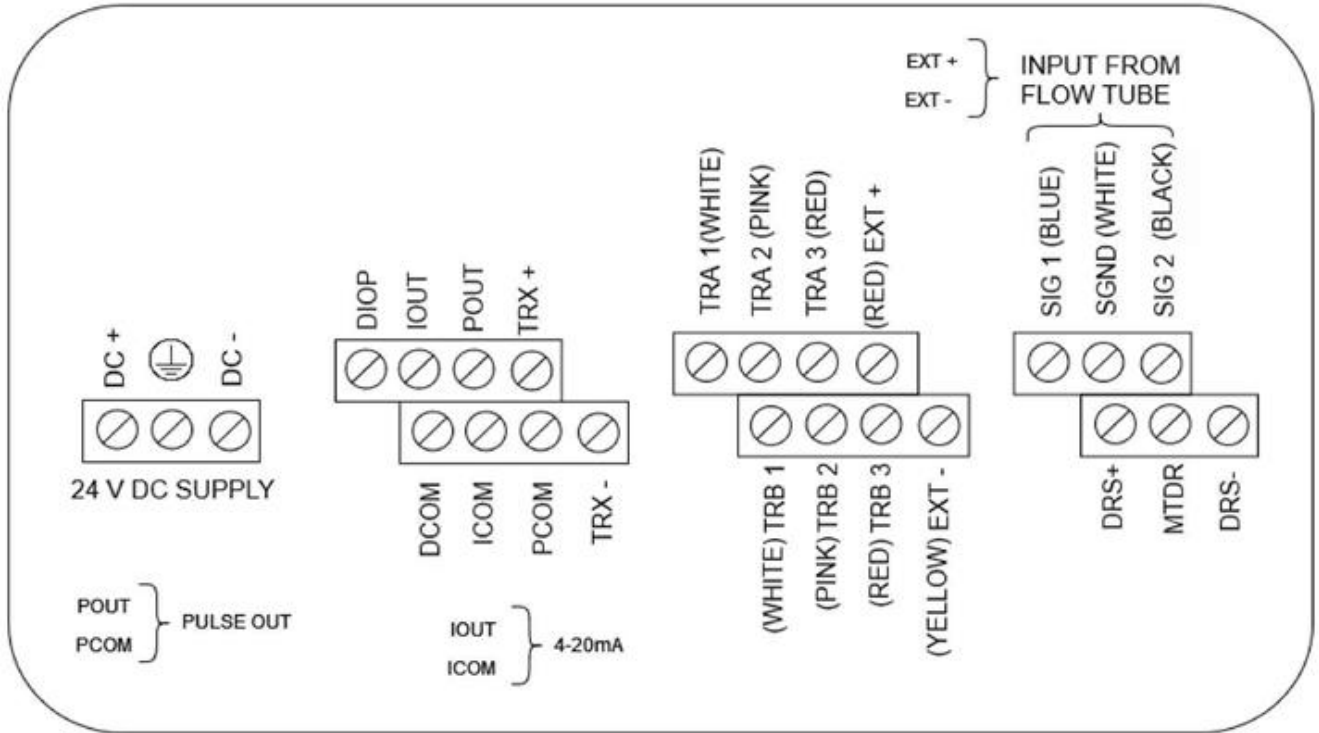 EXT +
EXT -
INPUT FROM
FLOW TUBE
DC +
DC -
24 V DC SUPPLY
DIOP
IOUT
POUT
TRX +
DCOM
ICOM
PCOM
TRX -
TRA 1(WHITE)
TRA 2 (PINK)
TRA 3 (RED)
(RED) EXT +
(WHITE) TRB 1
(PINK) TRB 2
(RED) TRB 3
(YELLOW) EXT -
SIG 1 (BLUE)
SGND (WHITE)
SIG 2 (BLACK)
DRS+
MTDR
DRS-
POUT
PCOM
PULSE OUT
IOUT
ICOM
4-20mA